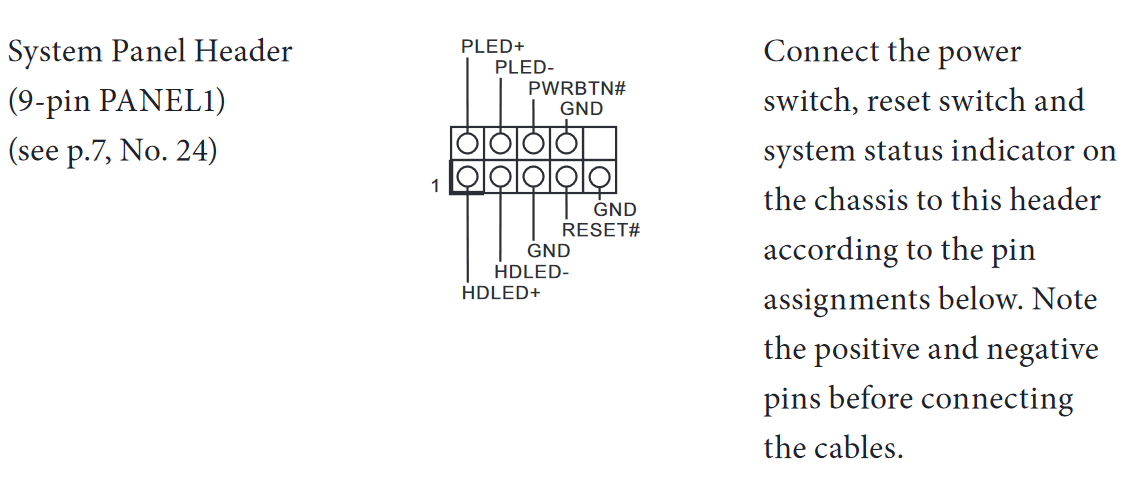 System Panel Header
(9-pin PANEL1)
(see p.7, No. 24)
PLED+
PLED-
PWRBTN#
GND
1
GND
RESET#
GND
HDLED-
HDLED+
Connect the power
switch, reset switch and
system status indicator on
the chassis to this header
according to the pin
assignments below. Note
the positive and negative
pins before connecting
the cables.